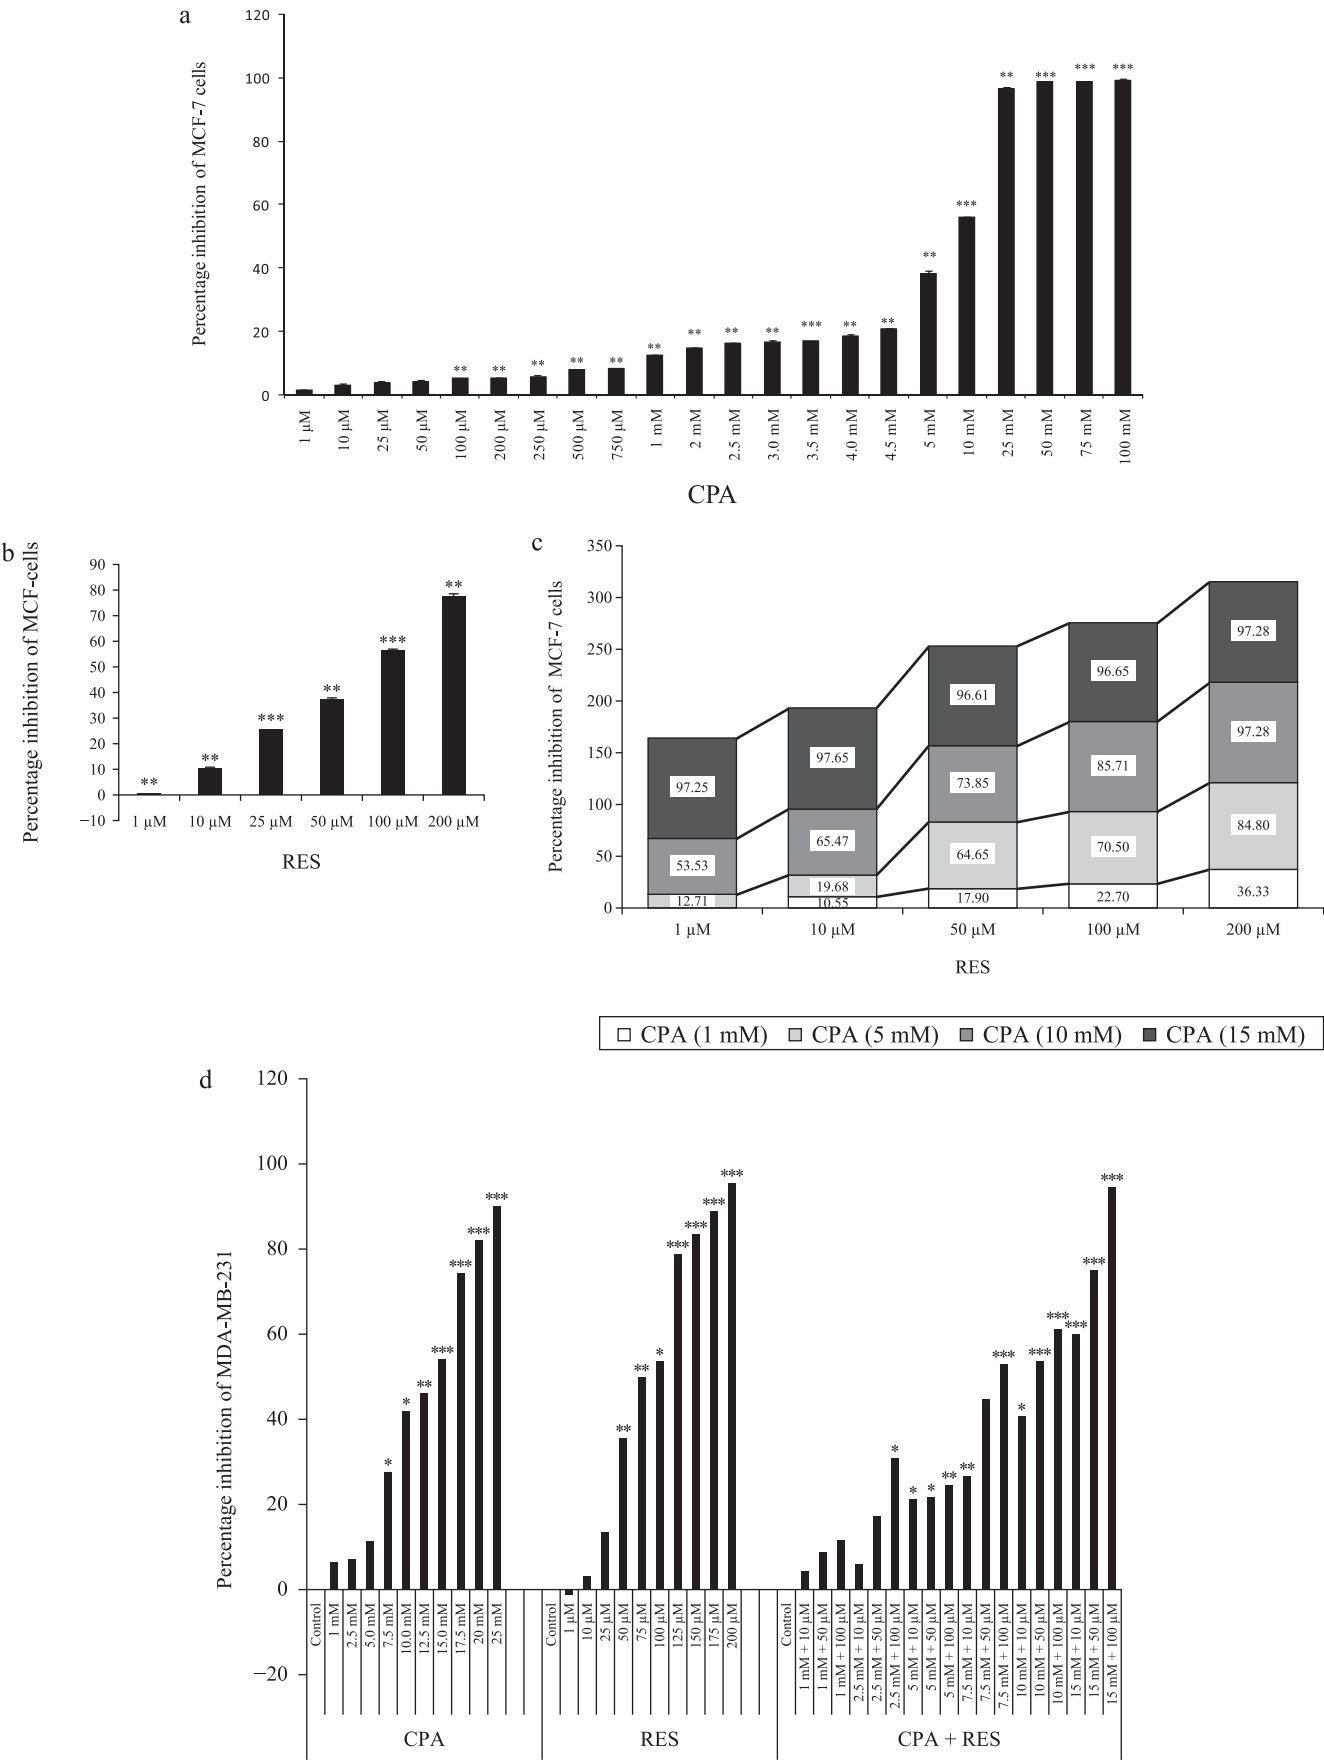 a
Percentage inhibition of MCF-7 cells
120
100
80
60
40
20
0
** ** ** ** ** ** ** ** ** *** ** ** ** *** ** *** *** ***
1 µM 10 µM 25 µM 50 µM 100 µM 200 µM 250 µM 500 µM 750 µM 1 mM 2 mM 2.5 mM 3.0 mM 3.5 mM 4.0 mM 4.5 mM 5 mM 10 mM 25 mM 50 mM 75 mM 100 mM
CPA
b
Percentage inhibition of MCF-cells
90
80
70
60
50
40
30
20
10
0
−10
** ** *** ** *** **
1 µM 10 µM 25 µM 50 µM 100 µM 200 µM
RES
c
Percentage inhibition of MCF-7 cells
350
300
250
200
150
100
50
0
97.25 97.65 96.61 96.65 97.28
53.53 65.47 73.85 85.71 97.28
12.71 19.68 64.65 70.50 84.80
10.55 17.90 22.70 36.33
1 µM 10 µM 50 µM 100 µM 200 µM
RES
CPA (1 mM) CPA (5 mM) CPA (10 mM) CPA (15 mM)
d
Percentage inhibition of MDA-MB-231
120
100
80
60
40
20
0
−20
* * ** *** *** *** ***
** ** * *** *** *** ***
* * * ** ** *** * *** *** *** *** ***
Control 1 mM 2.5 mM 5.0 mM 7.5 mM 10.0 mM 12.5 mM 15.0 mM 17.5 mM 20 mM 25 mM
Control 1 µM 10 µM 25 µM 50 µM 75 µM 100 µM 125 µM 150 µM 175 µM 200 µM
Control 1 mM + 10 µM 1 mM + 50 µM 1 mM + 100 µM 2.5 mM + 10 µM 2.5 mM + 50 µM 2.5 mM + 100 µM 5 mM + 10 µM 5 mM + 50 µM 5 mM + 100 µM 7.5 mM + 10 µM 7.5 mM + 50 µM 7.5 mM + 100 µM 10 mM + 10 µM 10 mM + 50 µM 10 mM + 100 µM 15 mM + 10 µM 15 mM + 50 µM 15 mM + 100 µM
CPA RES CPA + RES